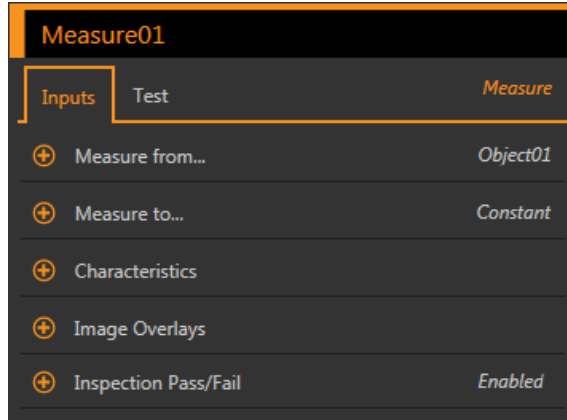 Measure01
Inputs Test Measure
Measure from... Object01
Measure to... Constant
Characteristics
Image Overlays
Inspection Pass/Fail Enabled